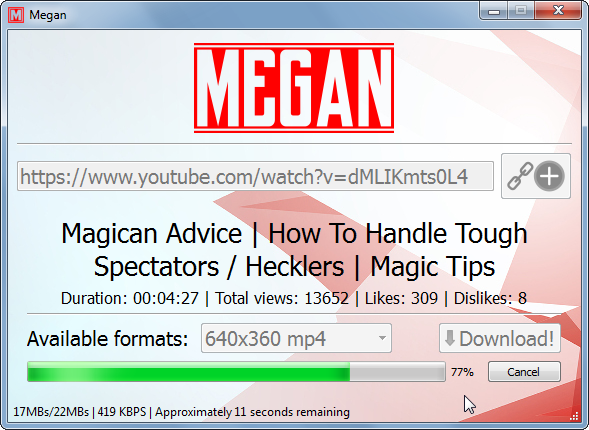 Megan
MEGAN
https://www.youtube.com/watch?v=dMLIKmts0L4
Magican Advice | How To Handle Tough
Spectators / Hecklers | Magic Tips
Duration: 00:04:27 | Total views: 13652 | Likes: 309 | Dislikes: 8
Available formats: 640x360 mp4 Download!
77% Cancel
17MBs/22MBs | 419 KBPS | Approximately 11 seconds remaining